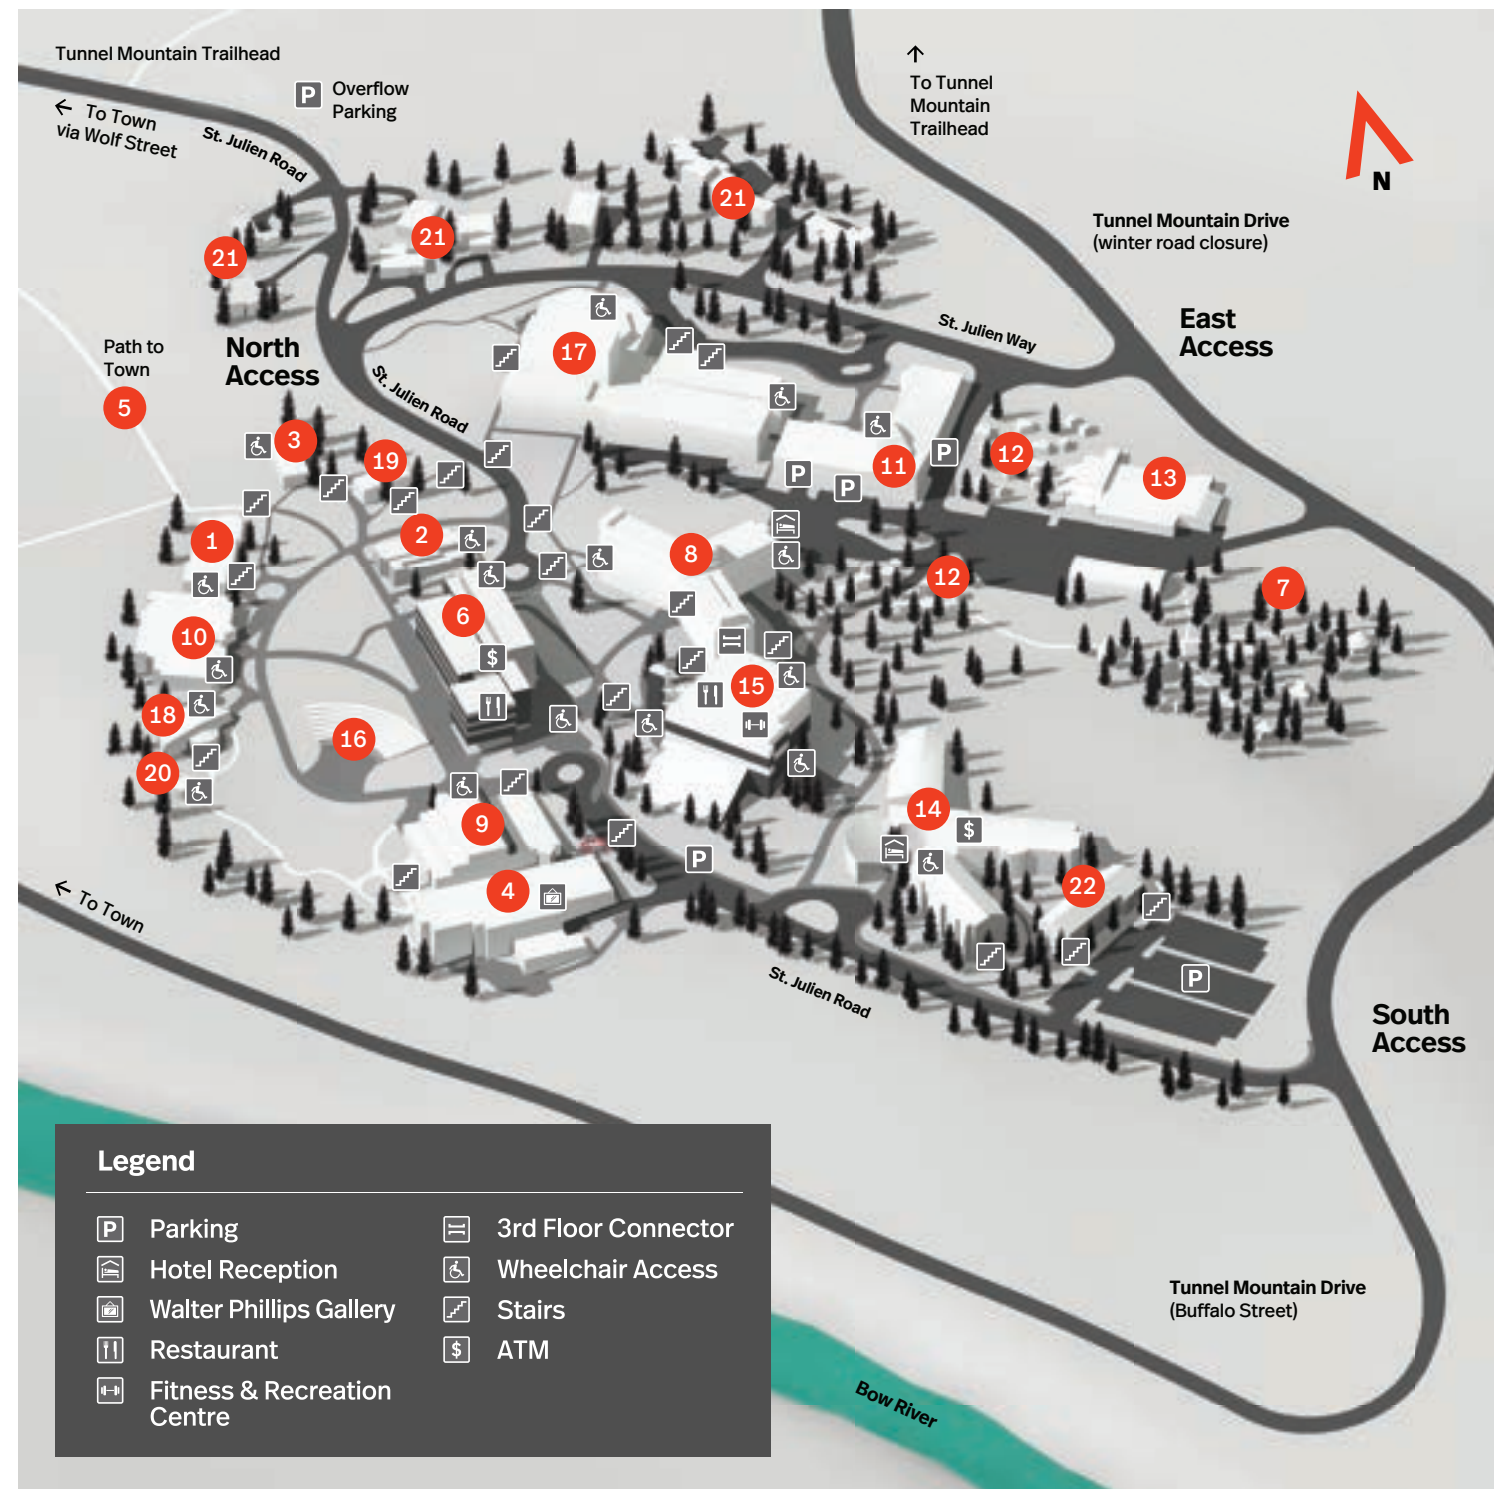 Tunnel Mountain Trailhead
P
Overflow
Parking
← To Town
via Wolf Street
St. Julien Road
↑
To Tunnel
Mountain
Trailhead
N
Tunnel Mountain Drive
(winter road closure)
21
21
21
East
Access
St. Julien Way
North
Access
Path to
Town
5
St. Julien Road
17
3
19
11
P
P
P
12
13
1
2
8
12
7
6
10
$
15
18
16
20
9
14
$
4
P
22
← To Town
St. Julien Road
P
South
Access
Legend
P Parking
Hotel Reception
Walter Phillips Gallery
Restaurant
Fitness & Recreation
Centre
3rd Floor Connector
Wheelchair Access
Stairs
$ ATM
Tunnel Mountain Drive
(Buffalo Street)
Bow River